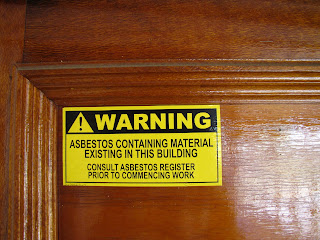 WARNING
ASBESTOS CONTAINING MATERIAL
EXISTING IN THIS BUILDING
CONSULT ASBESTOS REGISTER
PRIOR TO COMMENCING WORK